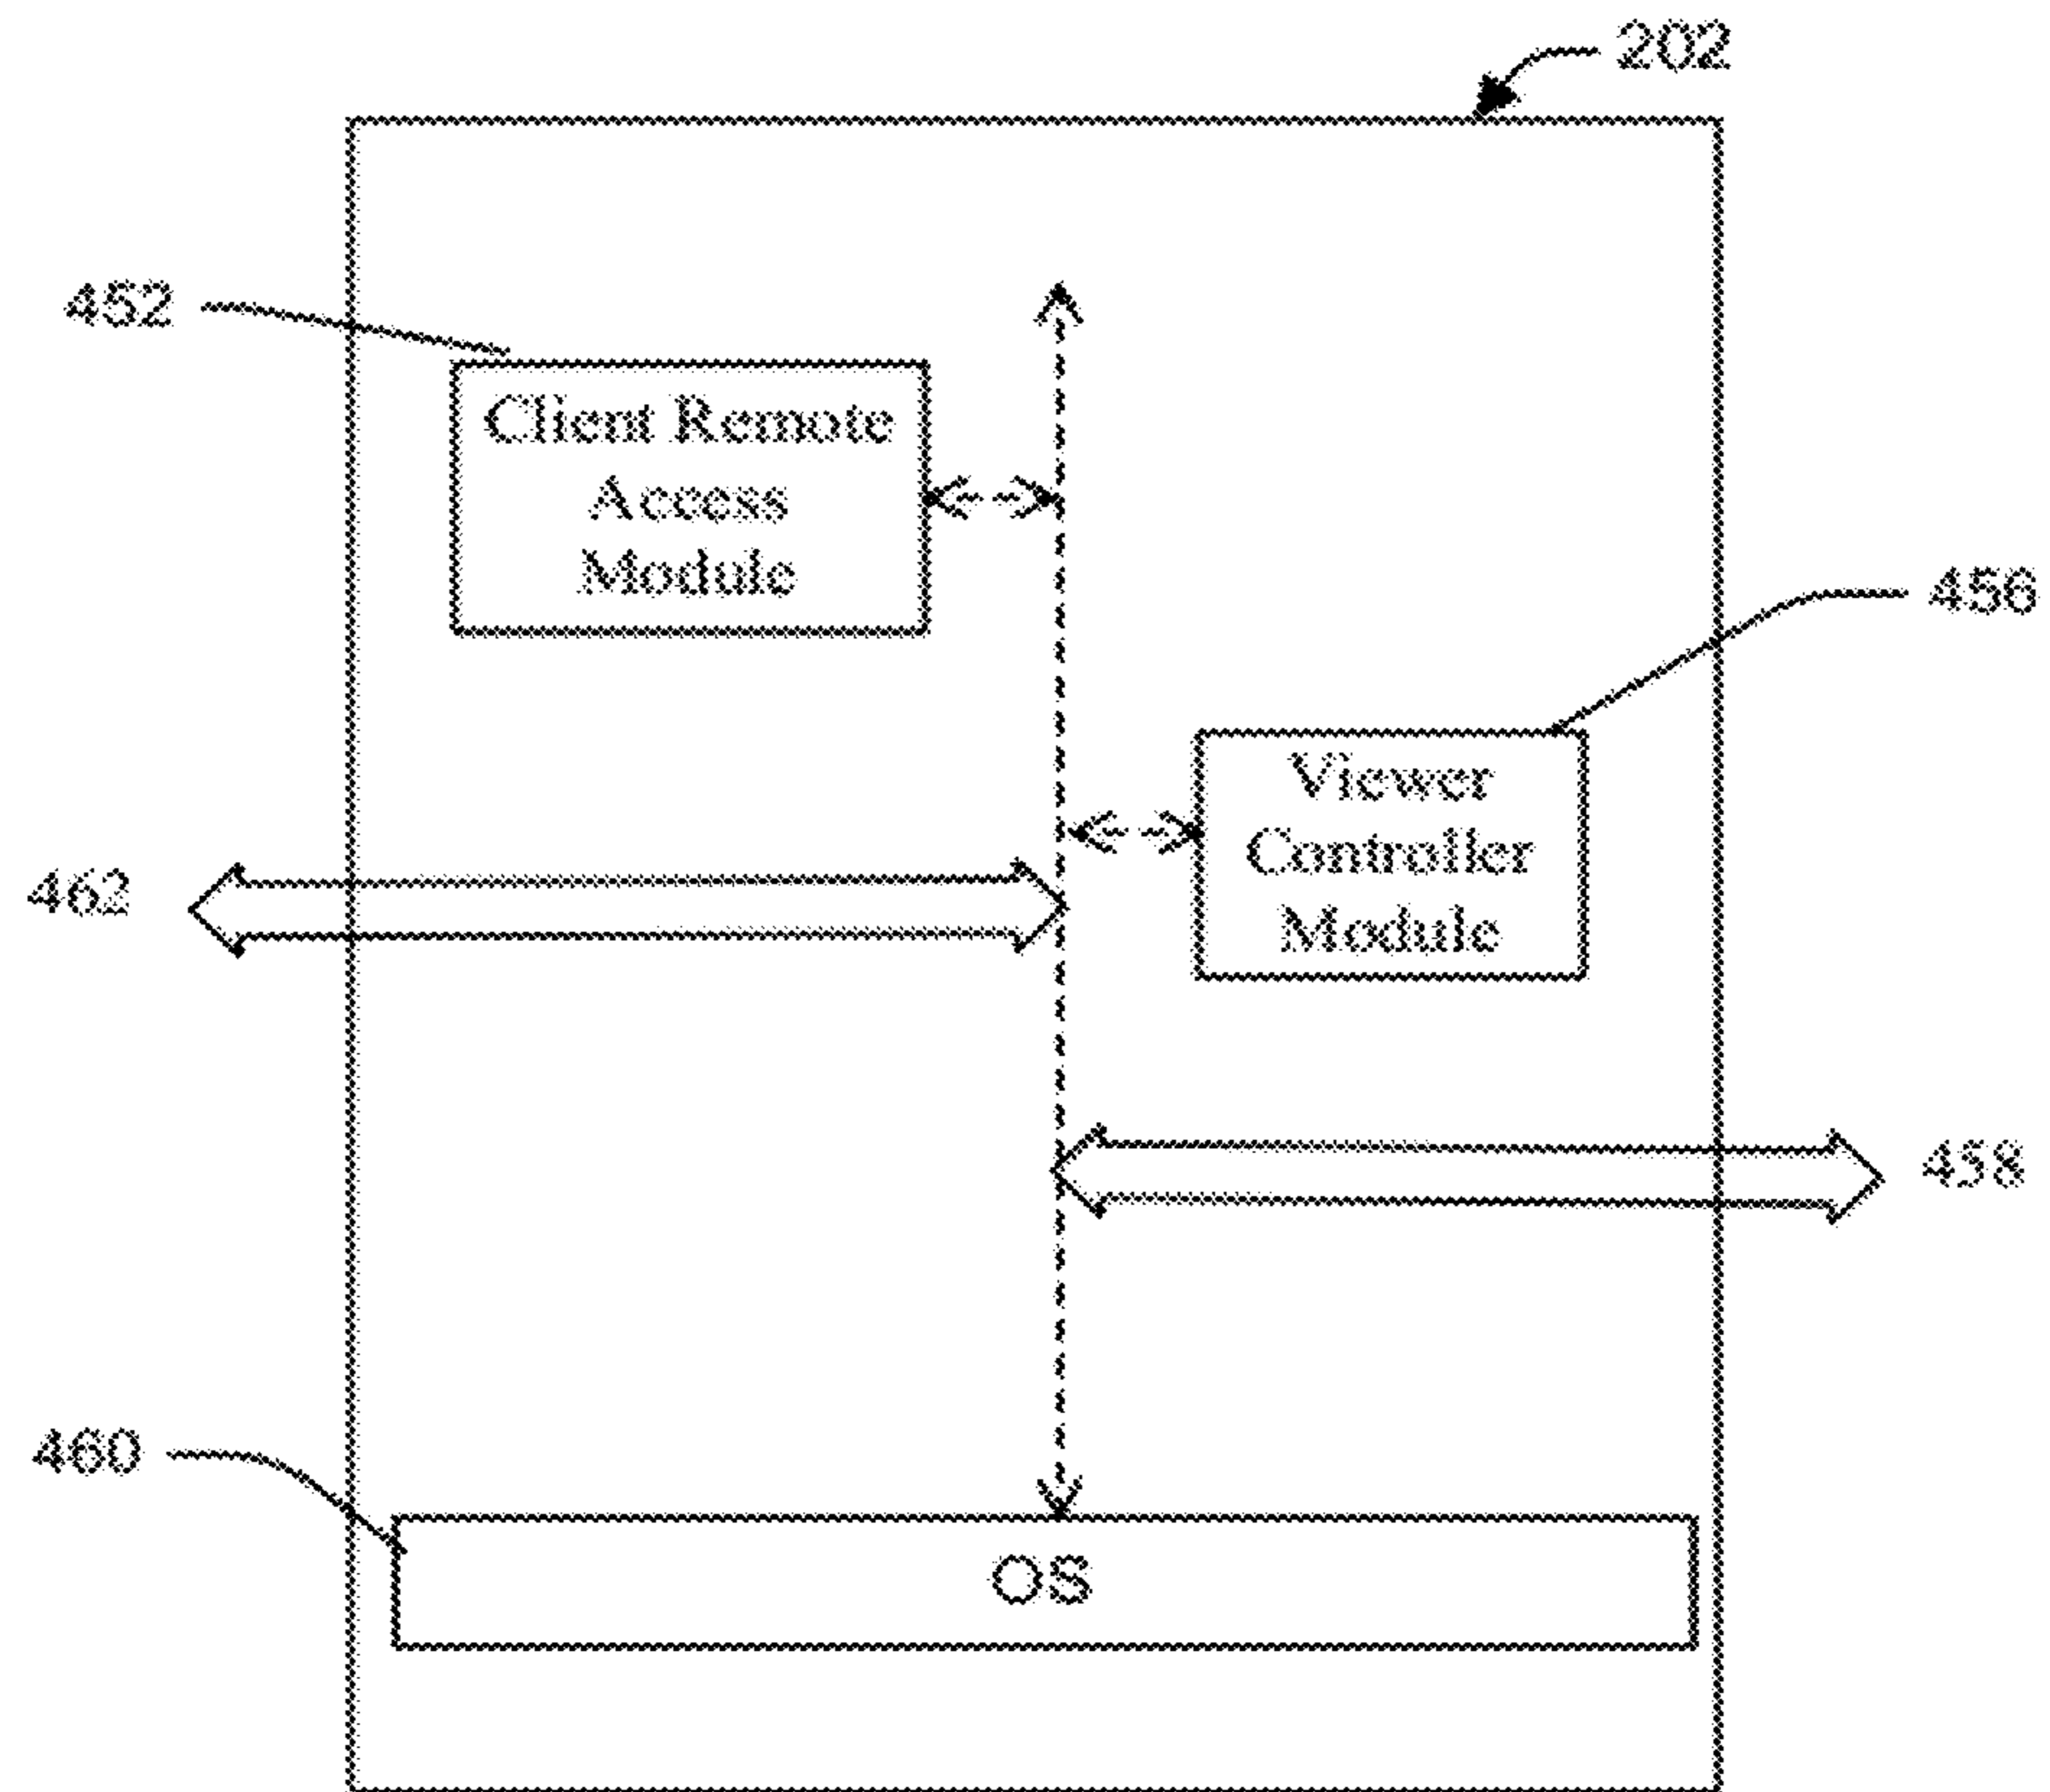 202
452
Client Remote
Access
Module
456
Viewer
Controller
Module
462
458
460
OS